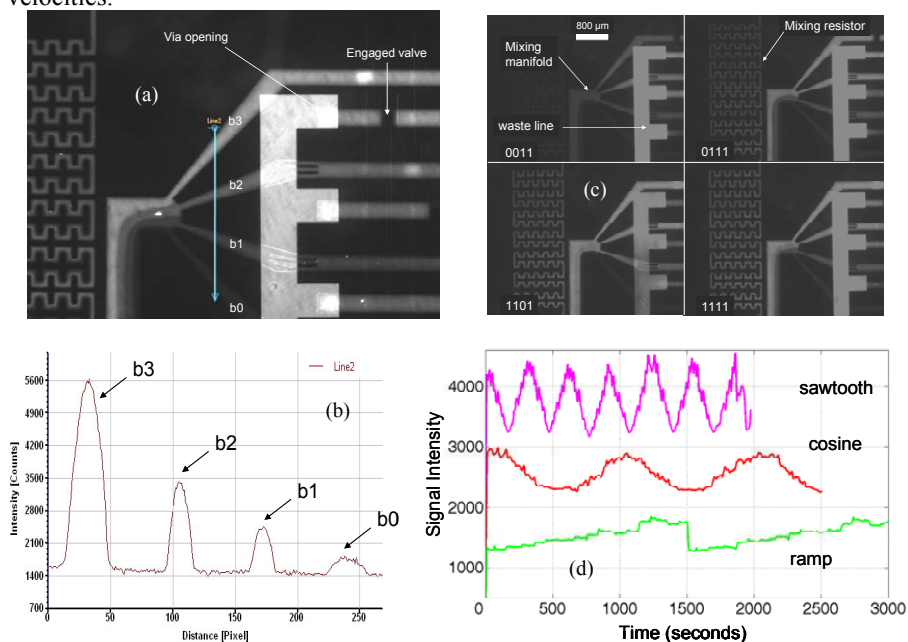 velocities.
Via opening
Engaged valve
(a)
Line2
b3
b2
b1
b0
800 µm
Mixing manifold
Mixing resistor
waste line
0011
0111
(c)
1101
1111
Line2
(b)
b3
b2
b1
b0
5600
4900
4200
3500
2800
2100
1400
700
Intensity [Counts]
0 50 100 150 200 250
Distance [Pixel]
4000
3000
2000
1000
Signal Intensity
sawtooth
cosine
ramp
(d)
0 500 1000 1500 2000 2500 3000
Time (seconds)